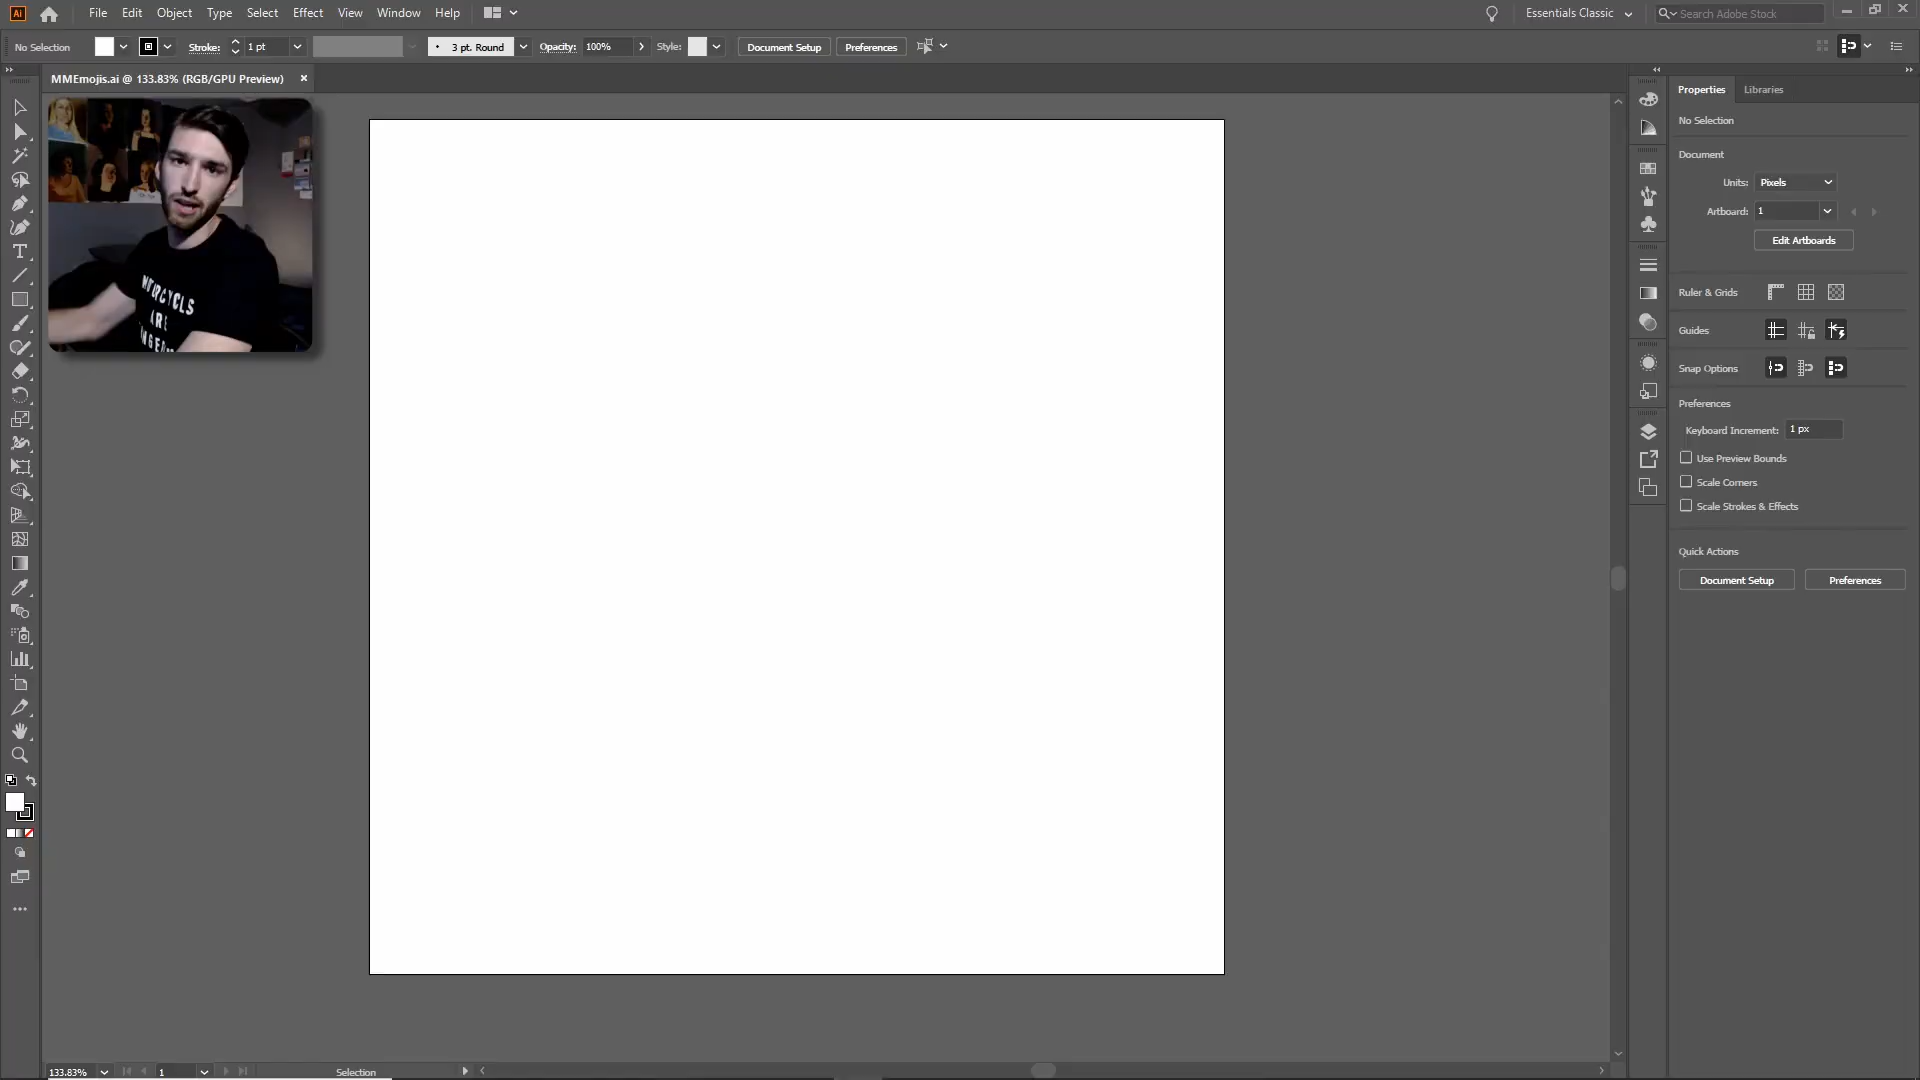 Ai File Edit Object Type Select Effect View Window Help Essentials Classic Search Adobe Stock
No Selection Stroke: 1 pt 3 pt. Round Opacity: 100% Style: Document Setup Preferences
MMEmojis.ai @ 133.83% (RGB/GPU Preview)
Properties Libraries
No Selection
Document
Units: Pixels
Artboard: 1
Edit Artboards
Ruler & Grids
Guides
Snap Options
Preferences
Keyboard Increment: 1 px
Use Preview Bounds
Scale Corners
Scale Strokes & Effects
Quick Actions
Document Setup Preferences
ARE
133.83% 1 Selection